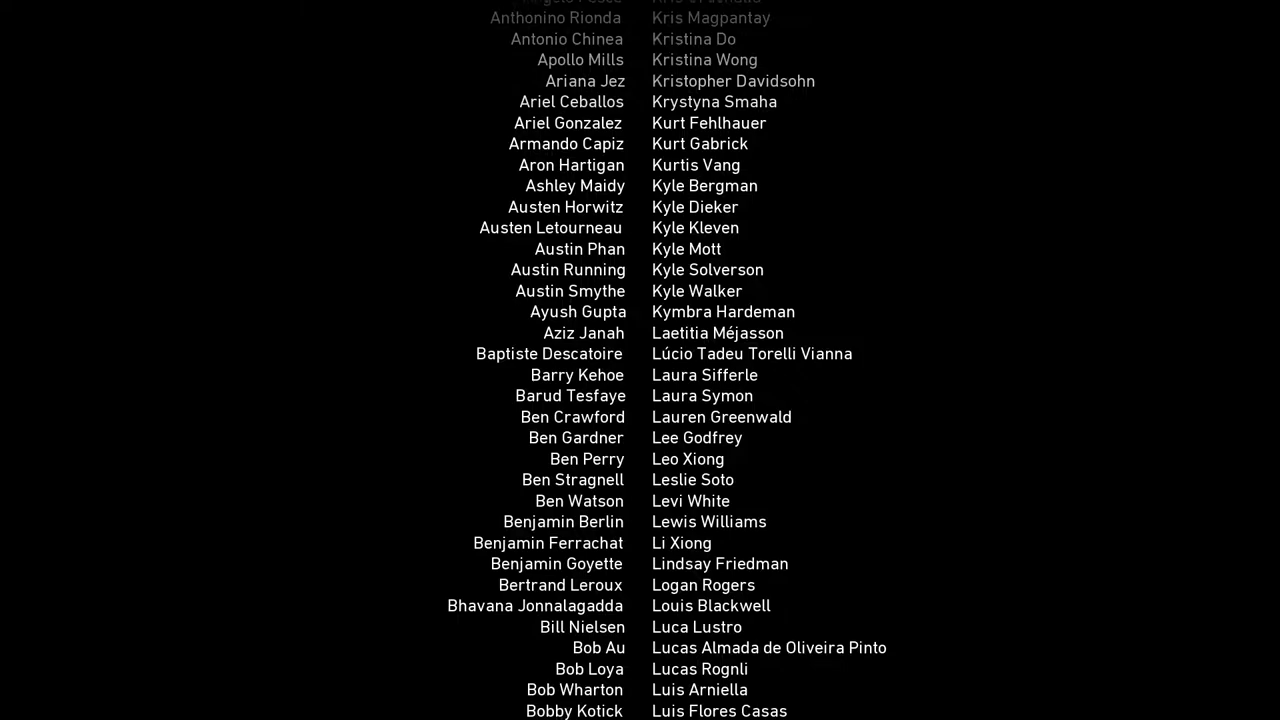 Anthonino Rionda Kris Magpantay
Antonio Chinea Kristina Do
Apollo Mills Kristina Wong
Ariana Jez Kristopher Davidsohn
Ariel Ceballos Krystyna Smaha
Ariel Gonzalez Kurt Fehlhauer
Armando Capiz Kurt Gabrick
Aron Hartigan Kurtis Vang
Ashley Maidy Kyle Bergman
Austen Horwitz Kyle Dieker
Austen Letourneau Kyle Kleven
Austin Phan Kyle Mott
Austin Running Kyle Solverson
Austin Smythe Kyle Walker
Ayush Gupta Kymbra Hardeman
Aziz Janah Laetitia Méjasson
Baptiste Descatoire Lúcio Tadeu Torelli Vianna
Barry Kehoe Laura Sifferle
Barud Tesfaye Laura Symon
Ben Crawford Lauren Greenwald
Ben Gardner Lee Godfrey
Ben Perry Leo Xiong
Ben Stragnell Leslie Soto
Ben Watson Levi White
Benjamin Berlin Lewis Williams
Benjamin Ferrachat Li Xiong
Benjamin Goyette Lindsay Friedman
Bertrand Leroux Logan Rogers
Bhavana Jonnalagadda Louis Blackwell
Bill Nielsen Luca Lustro
Bob Au Lucas Almada de Oliveira Pinto
Bob Loya Lucas Rognli
Bob Wharton Luis Arniella
Bobby Kotick Luis Flores Casas